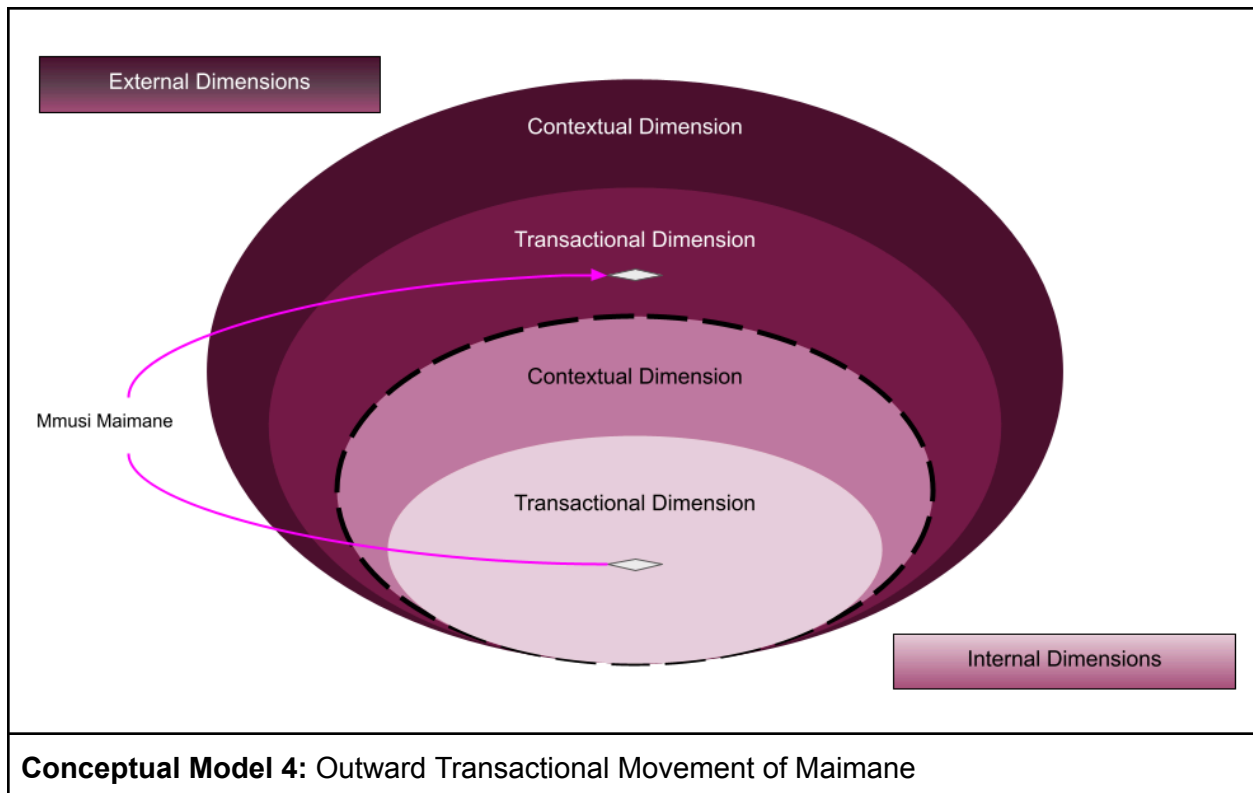 External Dimensions
Contextual Dimension
Transactional Dimension
Contextual Dimension
Mmusi Maimane
Transactional Dimension
Internal Dimensions
Conceptual Model 4: Outward Transactional Movement of Maimane